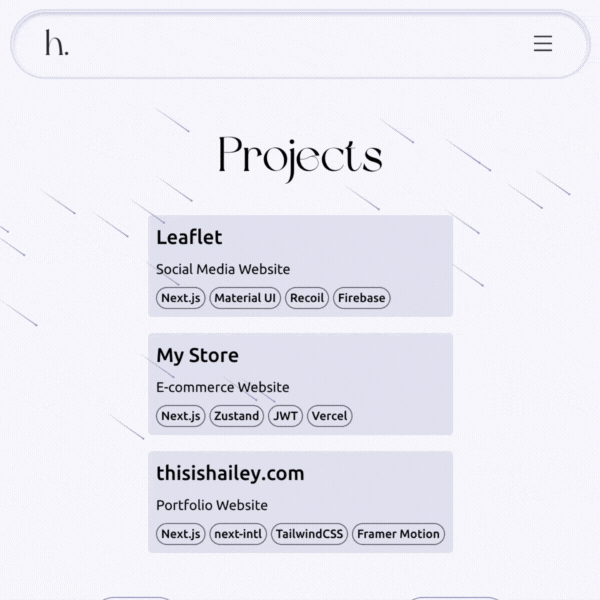 h.
Projects
Leaflet
Social Media Website
Next.js Material UI Recoil Firebase
My Store
E-commerce Website
Next.js Zustand JWT Vercel
thisishailey.com
Portfolio Website
Next.js next-intl TailwindCSS Framer Motion